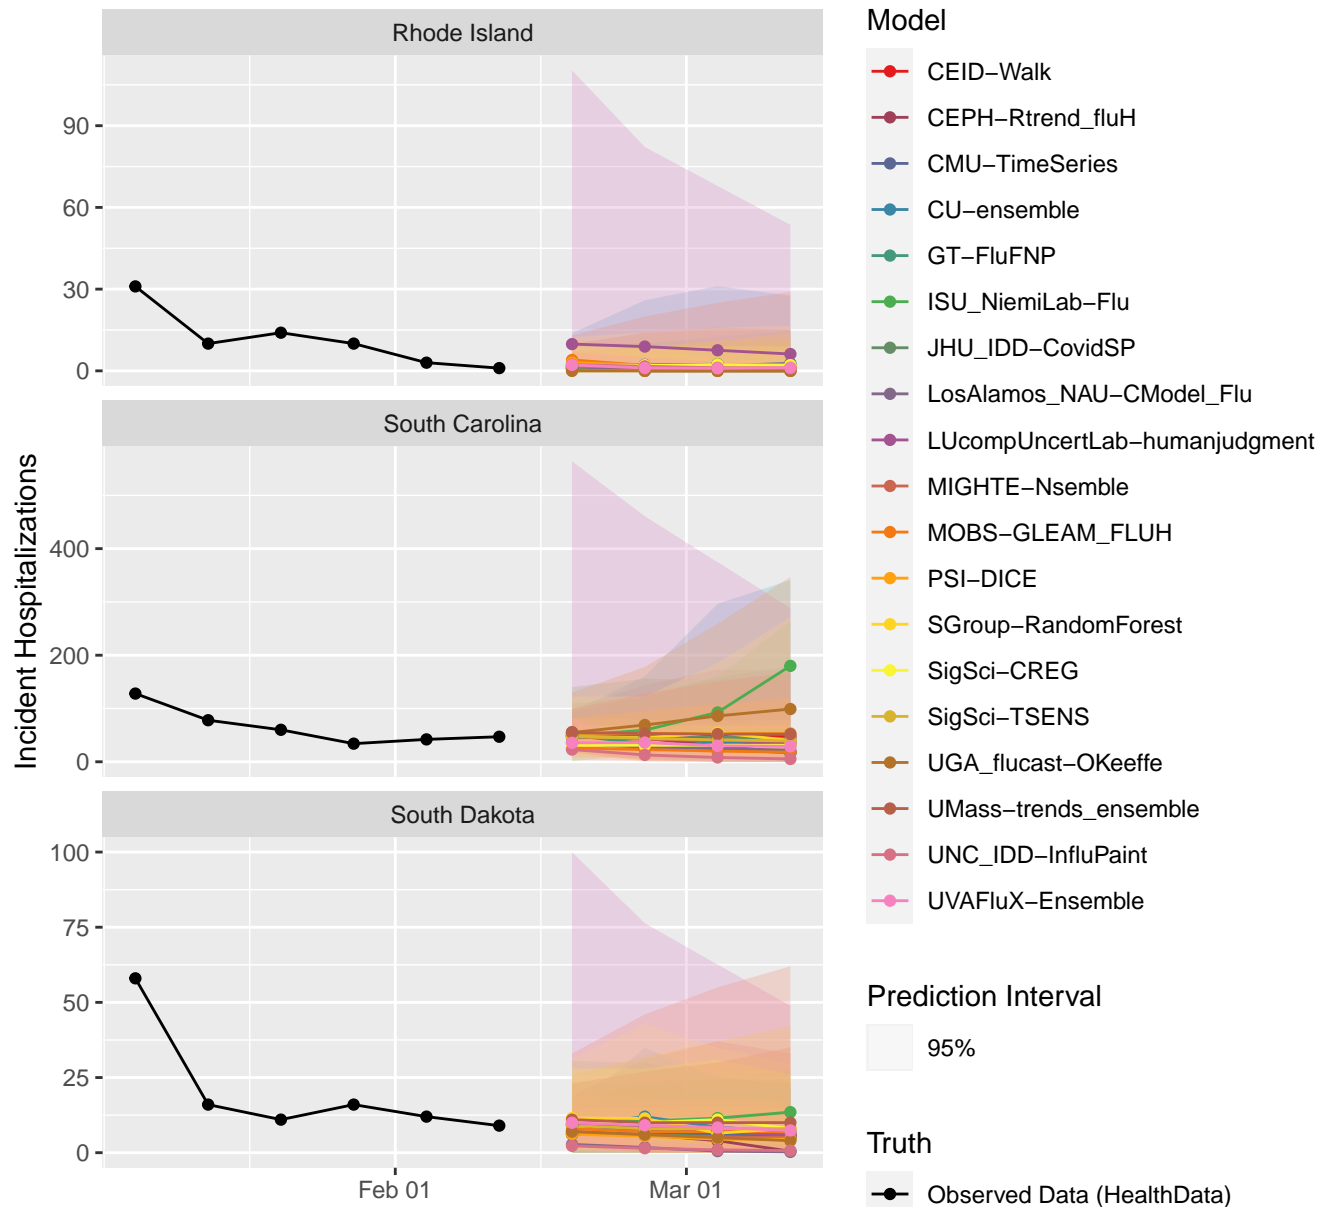 Rhode Island
90
60
30
0
South Carolina
400
200
0
South Dakota
100
75
50
25
0
Feb 01
Mar 01
Incident Hospitalizations
Model
CEID−Walk
CEPH−Rtrend_fluH
CMU−TimeSeries
CU−ensemble
GT−FluFNP
ISU_NiemiLab−Flu
JHU_IDD−CovidSP
LosAlamos_NAU−CModel_Flu
LUcompUncertLab−humanjudgment
MIGHTE−Nsemble
MOBS−GLEAM_FLUH
PSI−DICE
SGroup−RandomForest
SigSci−CREG
SigSci−TSENS
UGA_flucast−OKeeffe
UMass−trends_ensemble
UNC_IDD−InfluPaint
UVAFluX−Ensemble
Prediction Interval
95%
Truth
Observed Data (HealthData)